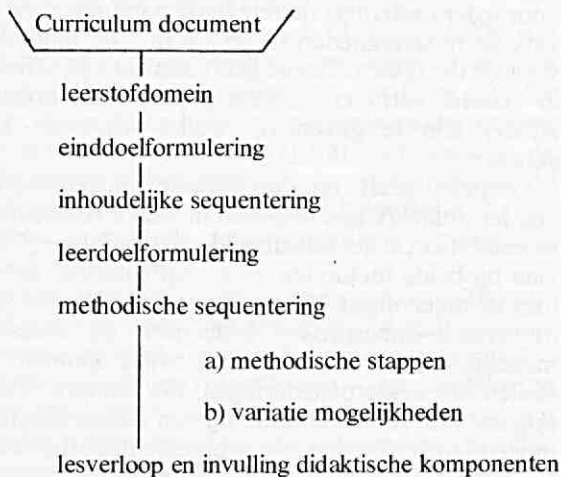 Curriculum document
leerstofdomein
einddoelformulering
inhoudelijke sequentering
leerdoelformulering
methodische sequentering
a) methodische stappen
b) variatie mogelijkheden
lesverloop en invulling didaktische komponenten